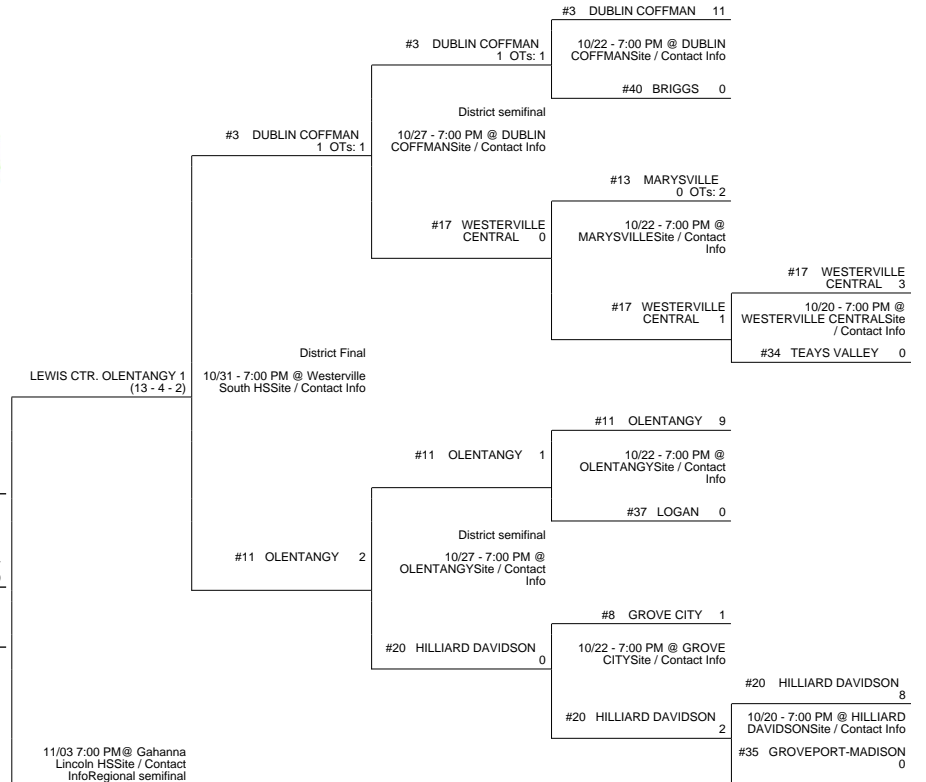 #3 DUBLIN COFFMAN 11
10/22 - 7:00 PM @ DUBLIN
COFFMANSite / Contact Info
#40 BRIGGS 0
#3 DUBLIN COFFMAN
1 OTs: 1
District semifinal
10/27 - 7:00 PM @ DUBLIN
COFFMANSite / Contact Info
#3 DUBLIN COFFMAN
1 OTs: 1
#13 MARYSVILLE
0 OTs: 2
#17 WESTERVILLE
CENTRAL 0
10/22 - 7:00 PM @
MARYSVILLESite / Contact
Info
#17 WESTERVILLE
CENTRAL 3
#17 WESTERVILLE
CENTRAL 1
10/20 - 7:00 PM @
WESTERVILLE CENTRALSite
/ Contact Info
#34 TEAYS VALLEY 0
District Final
10/31 - 7:00 PM @ Westerville
South HSSite / Contact Info
LEWIS CTR. OLENTANGY 1
(13 - 4 - 2)
#11 OLENTANGY 9
#11 OLENTANGY 1
10/22 - 7:00 PM @
OLENTANGYSite / Contact
Info
#37 LOGAN 0
District semifinal
10/27 - 7:00 PM @
OLENTANGYSite / Contact
Info
#11 OLENTANGY 2
#8 GROVE CITY 1
10/22 - 7:00 PM @ GROVE
CITYSite / Contact Info
#20 HILLIARD DAVIDSON
0
#20 HILLIARD DAVIDSON
8
#20 HILLIARD DAVIDSON
2
10/20 - 7:00 PM @ HILLIARD
DAVIDSONSite / Contact Info
#35 GROVEPORT-MADISON
0
11/03 7:00 PM@ Gahanna
Lincoln HSSite / Contact
InfoRegional semifinal